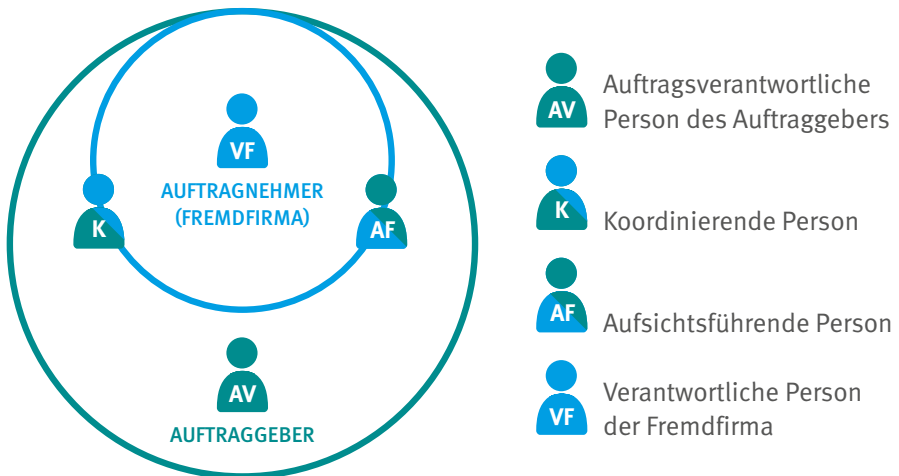 VF
AUFTRAGNEHMER
(FREMDFIRMA)
K
AF
AV
AUFTRAGGEBER
AV
Auftragsverantwortliche
Person des Auftraggebers
K
Koordinierende Person
AF
Aufsichtsführende Person
VF
Verantwortliche Person
der Fremdfirma